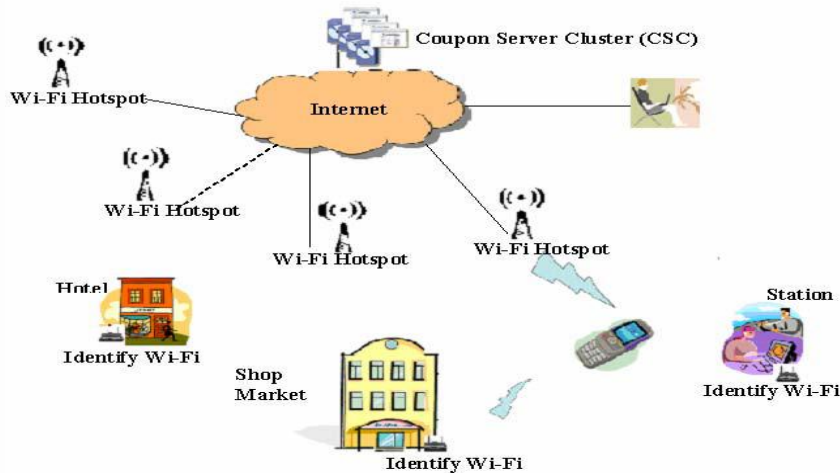 Coupon Server Cluster (CSC)
Wi-Fi Hotspot
Internet
Wi-Fi Hotspot
Wi-Fi Hotspot
Wi-Fi Hotspot
Hotel
Station
Identify Wi-Fi
Shop
Market
Identify Wi-Fi
Identify Wi-Fi